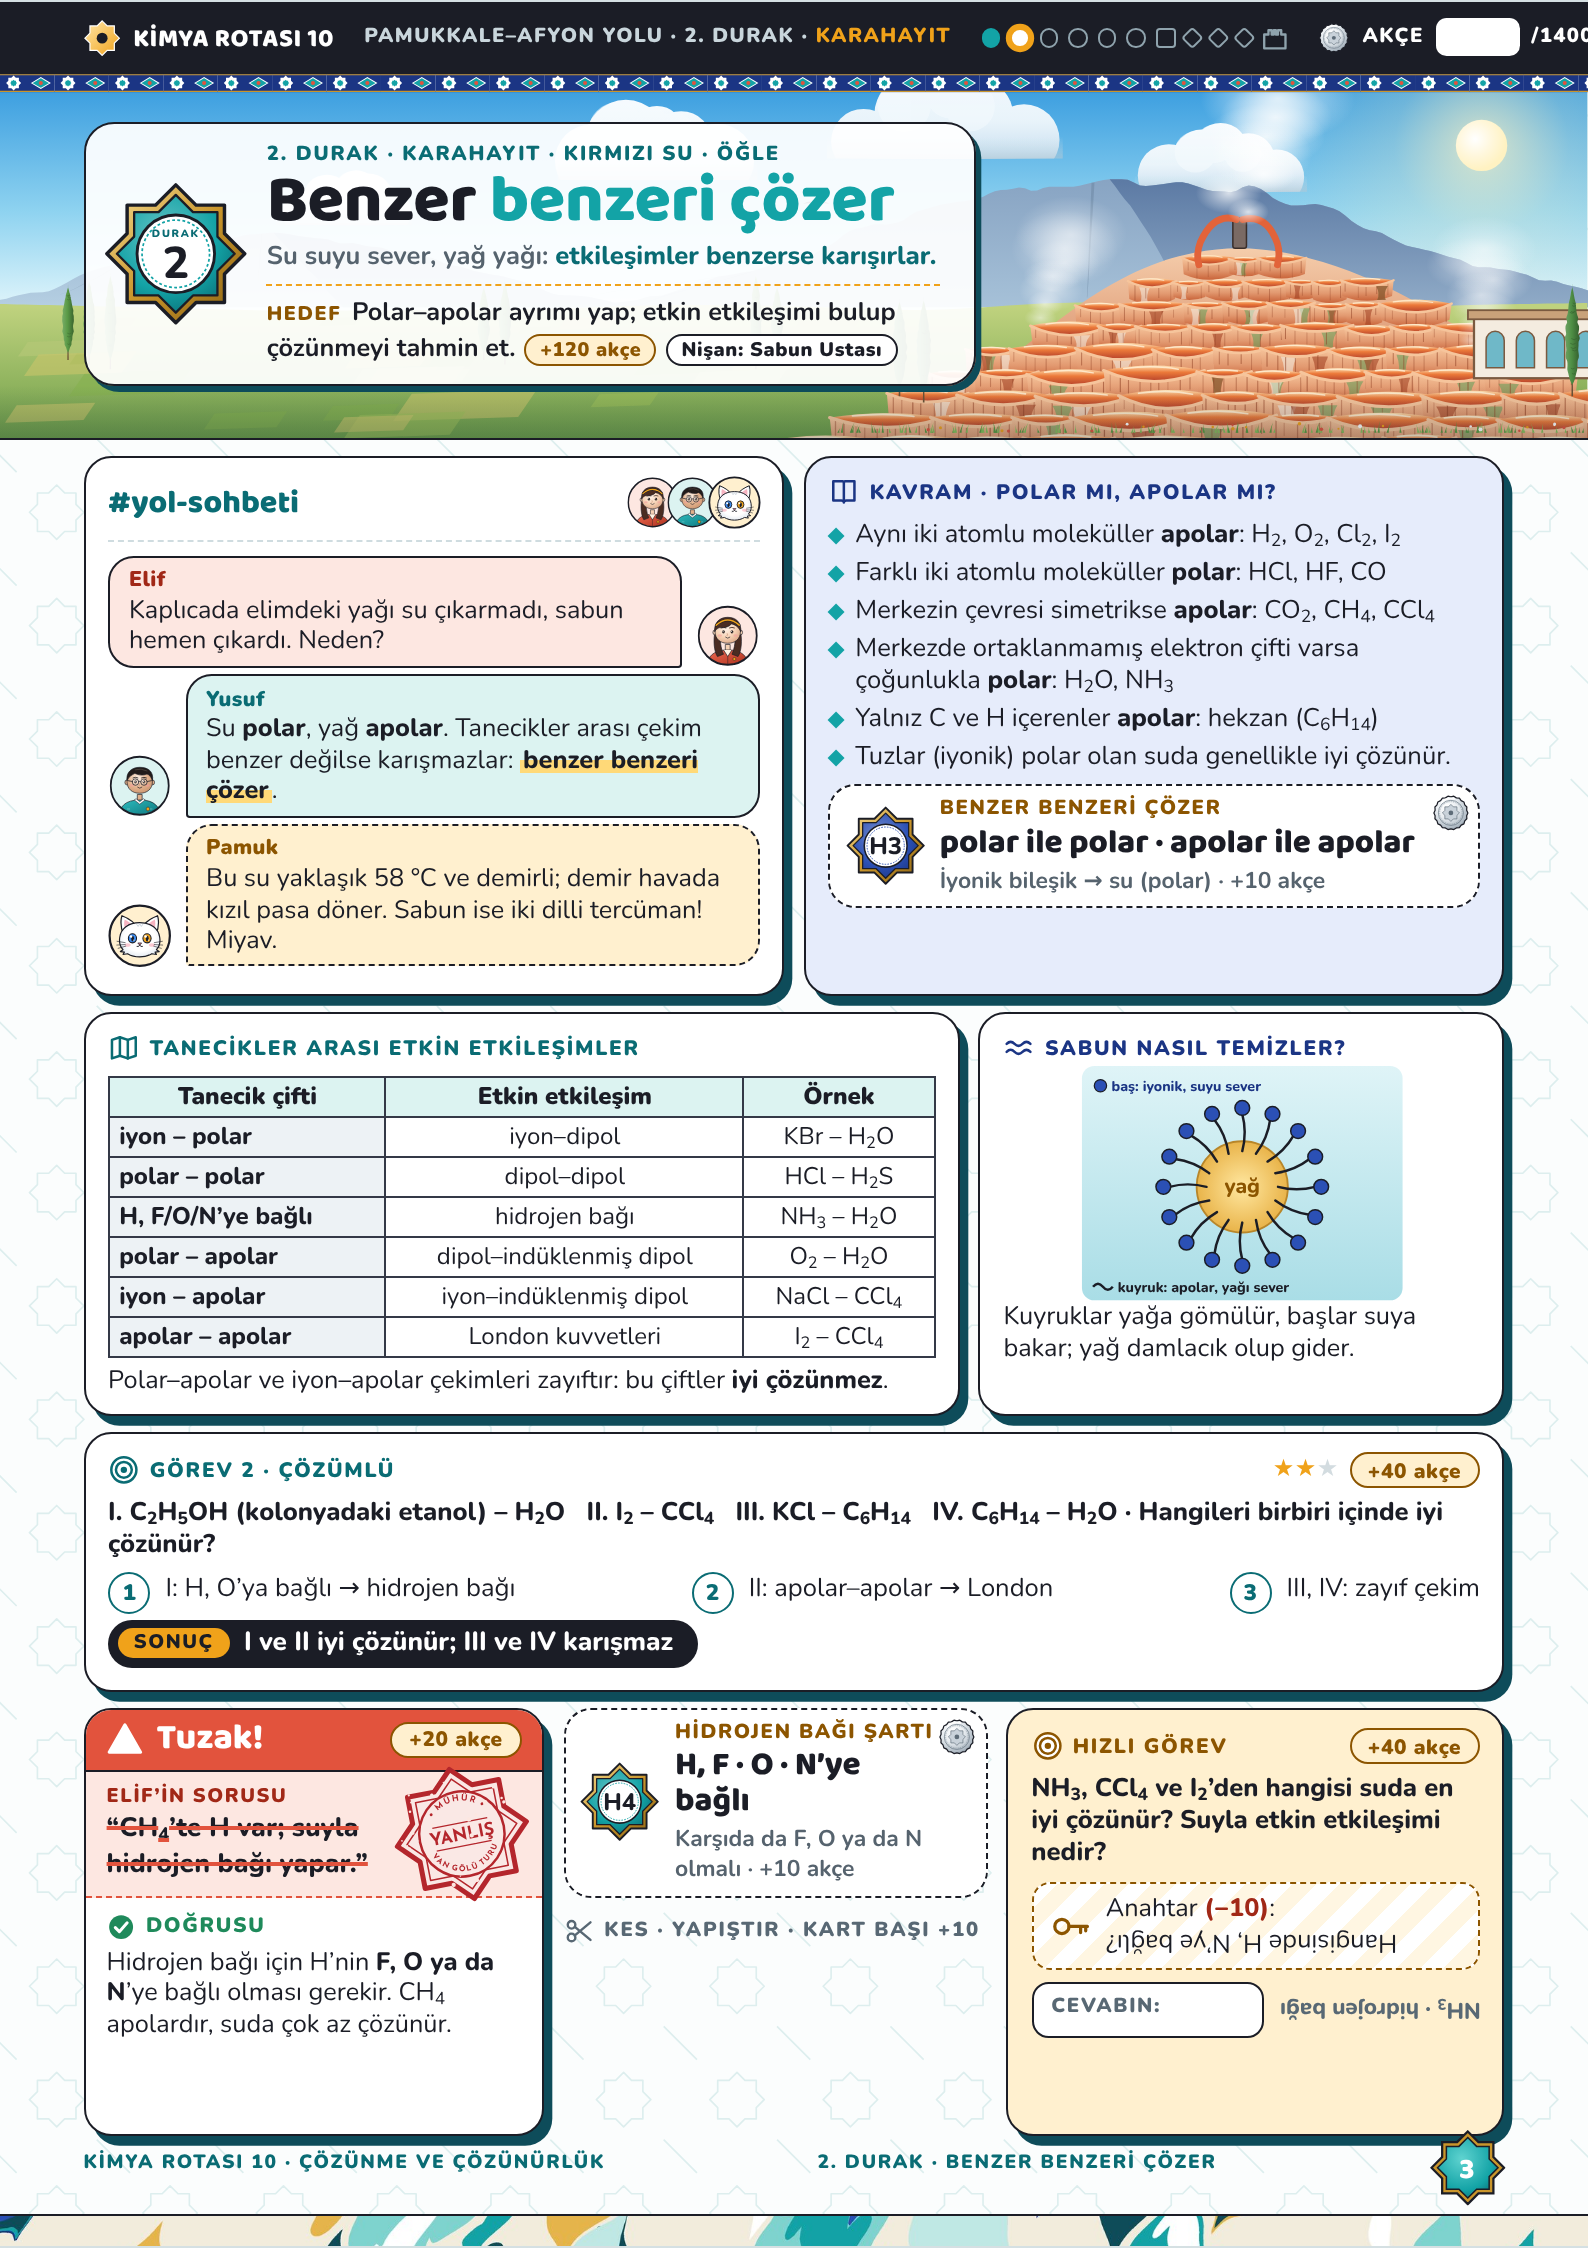 KİMYA ROTASI 10 PAMUKKALE–AFYON YOLU · 2. DURAK · KARAHAYIT AKÇE /1400
2. DURAK · KARAHAYIT · KIRMIZI SU · ÖĞLE
DURAK
2
Benzer benzeri çözer
Su suyu sever, yağ yağı: etkileşimler benzerse karışırlar.
HEDEF Polar–apolar ayrımı yap; etkin etkileşimi bulup
çözünmeyi tahmin et. +120 akçe Nişan: Sabun Ustası
#yol-sohbeti
Elif
Kaplıcada elimdeki yağı su çıkarmadı, sabun
hemen çıkardı. Neden?
Yusuf
Su polar, yağ apolar. Tanecikler arası çekim
benzer değilse karışmazlar: benzer benzeri
çözer.
Pamuk
Bu su yaklaşık 58 °C ve demirli; demir havada
kızıl pasa döner. Sabun ise iki dilli tercüman!
Miyav.
KAVRAM · POLAR MI, APOLAR MI?
Aynı iki atomlu moleküller apolar: H₂, O₂, Cl₂, I₂
Farklı iki atomlu moleküller polar: HCl, HF, CO
Merkezin çevresi simetrikse apolar: CO₂, CH₄, CCl₄
Merkezde ortaklanmamış elektron çifti varsa
çoğunlukla polar: H₂O, NH₃
Yalnız C ve H içerenler apolar: hekzan (C₆H₁₄)
Tuzlar (iyonik) polar olan suda genellikle iyi çözünür.
H3
BENZER BENZERİ ÇÖZER
polar ile polar · apolar ile apolar
İyonik bileşik → su (polar) · +10 akçe
TANECİKLER ARASI ETKİN ETKİLEŞİMLER
Tanecik çifti Etkin etkileşim Örnek
iyon – polar iyon–dipol KBr – H₂O
polar – polar dipol–dipol HCl – H₂S
H, F/O/N’ye bağlı hidrojen bağı NH₃ – H₂O
polar – apolar dipol–indüklenmiş dipol O₂ – H₂O
iyon – apolar iyon–indüklenmiş dipol NaCl – CCl₄
apolar – apolar London kuvvetleri I₂ – CCl₄
Polar–apolar ve iyon–apolar çekimleri zayıftır: bu çiftler iyi çözünmez.
SABUN NASIL TEMİZLER?
baş: iyonik, suyu sever
yağ
kuyruk: apolar, yağı sever
Kuyruklar yağa gömülür, başlar suya
bakar; yağ damlacık olup gider.
GÖREV 2 · ÇÖZÜMLÜ ★★★ +40 akçe
I. C₂H₅OH (kolonyadaki etanol) – H₂O II. I₂ – CCl₄ III. KCl – C₆H₁₄ IV. C₆H₁₄ – H₂O · Hangileri birbiri içinde iyi
çözünür?
1 I: H, O’ya bağlı → hidrojen bağı 2 II: apolar–apolar → London 3 III, IV: zayıf çekim
SONUÇ I ve II iyi çözünür; III ve IV karışmaz
Tuzak! +20 akçe
ELİF’İN SORUSU
“CH₄’te H var; suyla
hidrojen bağı yapar.”
MÜHÜR
YANLIŞ
VAN GÖLÜ TURU
DOĞRUSU
Hidrojen bağı için H’nin F, O ya da
N’ye bağlı olması gerekir. CH₄
apolardır, suda çok az çözünür.
H4
HİDROJEN BAĞI ŞARTI
H, F · O · N’ye
bağlı
Karşıda da F, O ya da N
olmalı · +10 akçe
KES · YAPIŞTIR · KART BAŞI +10
HIZLI GÖREV +40 akçe
NH₃, CCl₄ ve I₂’den hangisi suda en
iyi çözünür? Suyla etkin etkileşimi
nedir?
Anahtar (−10):
Hangisinde H, N’ye bağlı?
CEVABIN: NH₃ · hidrojen bağı
KİMYA ROTASI 10 · ÇÖZÜNME VE ÇÖZÜNÜRLÜK 2. DURAK · BENZER BENZERİ ÇÖZER 3